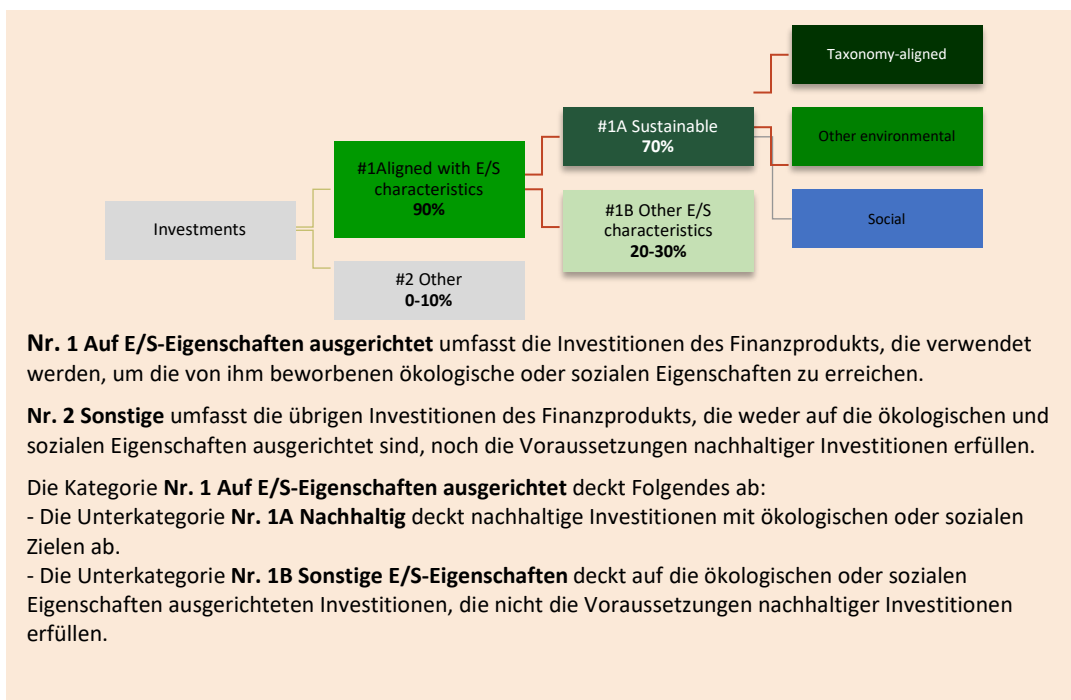 Taxonomy-aligned
#1A Sustainable
70%
Other environmental
#1Aligned with E/S
characteristics
90%
Investments
#1B Other E/S
characteristics
20-30%
Social
#2 Other
0-10%
Nr. 1 Auf E/S-Eigenschaften ausgerichtet umfasst die Investitionen des Finanzprodukts, die verwendet
werden, um die von ihm beworbenen ökologische oder sozialen Eigenschaften zu erreichen.
Nr. 2 Sonstige umfasst die übrigen Investitionen des Finanzprodukts, die weder auf die ökologischen und
sozialen Eigenschaften ausgerichtet sind, noch die Voraussetzungen nachhaltiger Investitionen erfüllen.
Die Kategorie Nr. 1 Auf E/S-Eigenschaften ausgerichtet deckt Folgendes ab:
- Die Unterkategorie Nr. 1A Nachhaltig deckt nachhaltige Investitionen mit ökologischen oder sozialen
Zielen ab.
- Die Unterkategorie Nr. 1B Sonstige E/S-Eigenschaften deckt auf die ökologischen oder sozialen
Eigenschaften ausgerichteten Investitionen, die nicht die Voraussetzungen nachhaltiger Investitionen
erfüllen.